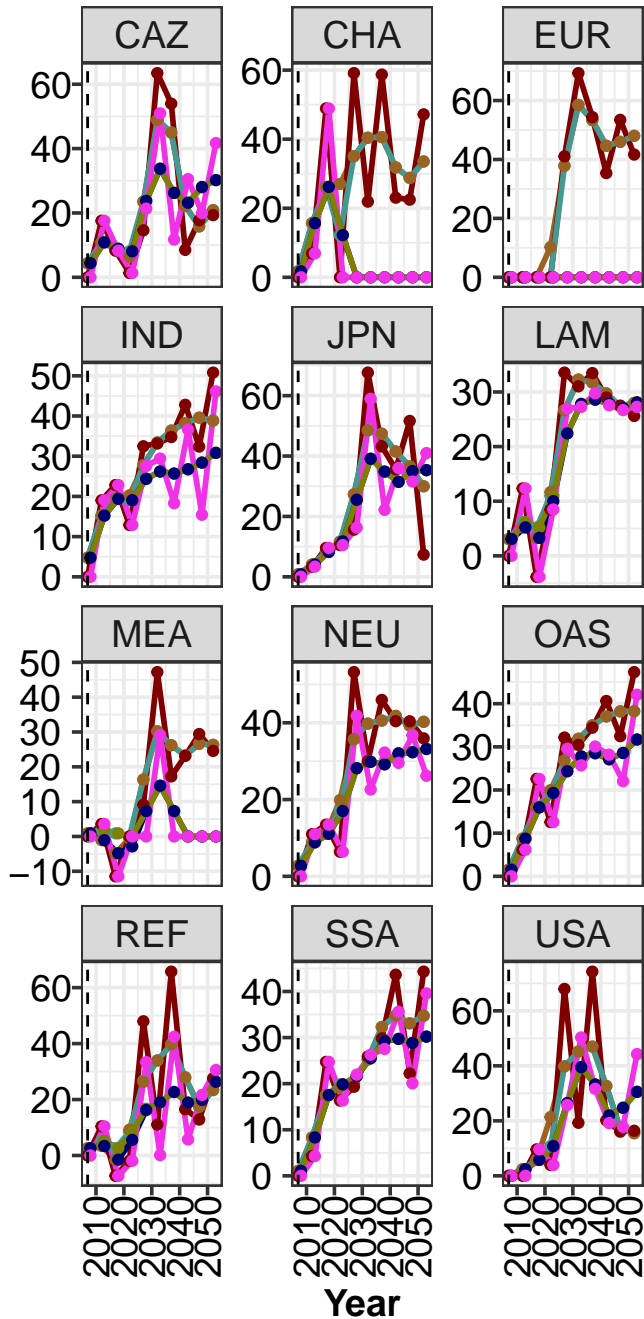 CAZ CHA EUR
60 60 60
40 40 40
20 20 20
0 0 0
IND JPN LAM
50
40 60 30
30 40 20
20 20 10
10
0 0 0
MEA NEU OAS
50
40 40 40
30 30
20 20 20
10 10
0 0 0
−10
REF SSA USA
60 40 80
40 30 60
20 20 40
0 10 20
0 0
2010 2020 2030 2040 2050 2010 2020 2030 2040 2050 2010 2020 2030 2040 2050
Year